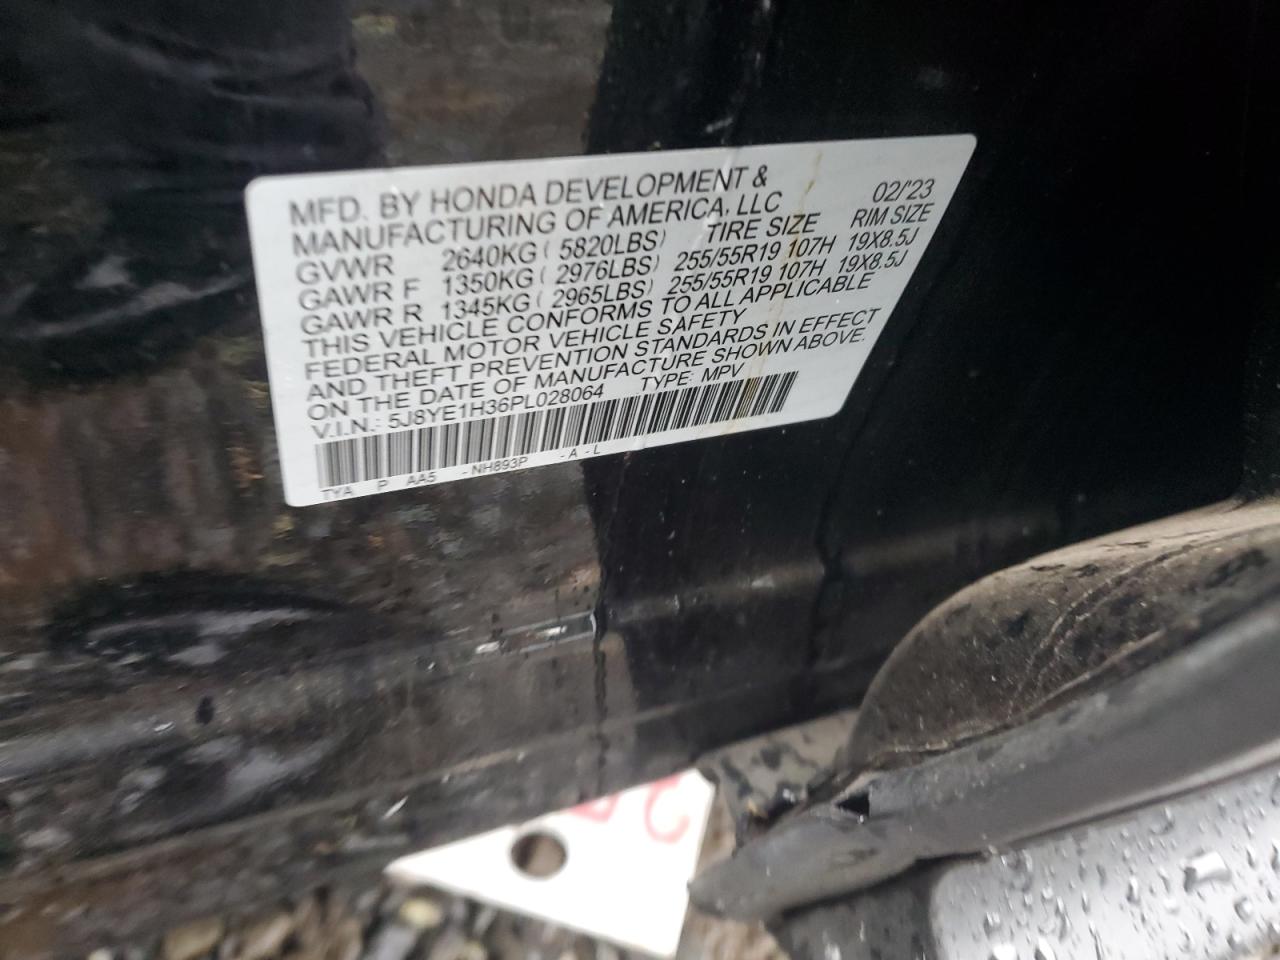 MFD. BY HONDA DEVELOPMENT & 02/'23
MANUFACTURING OF AMERICA, LLC
TIRE SIZE RIM SIZE
GVWR 2640KG ( 5820LBS)
GAWR F 1350KG ( 2976LBS) 255/55R19 107H 19X8.5J
GAWR R 1345KG ( 2965LBS) 255/55R19 107H 19X8.5J
THIS VEHICLE CONFORMS TO ALL APPLICABLE
FEDERAL MOTOR VEHICLE SAFETY
AND THEFT PREVENTION STANDARDS IN EFFECT
ON THE DATE OF MANUFACTURE SHOWN ABOVE.
V.I.N.: 5J8YE1H36PL028064 TYPE: MPV
TYA P AA5 -NH893P -A -L